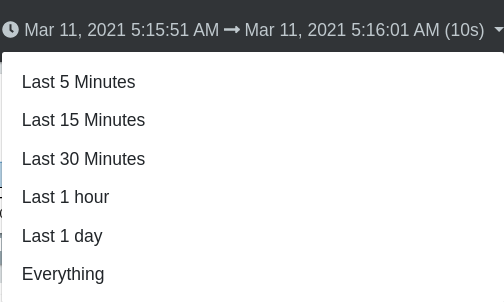 Mar 11, 2021 5:15:51 AM → Mar 11, 2021 5:16:01 AM (10s)
Last 5 Minutes
Last 15 Minutes
Last 30 Minutes
Last 1 hour
Last 1 day
Everything